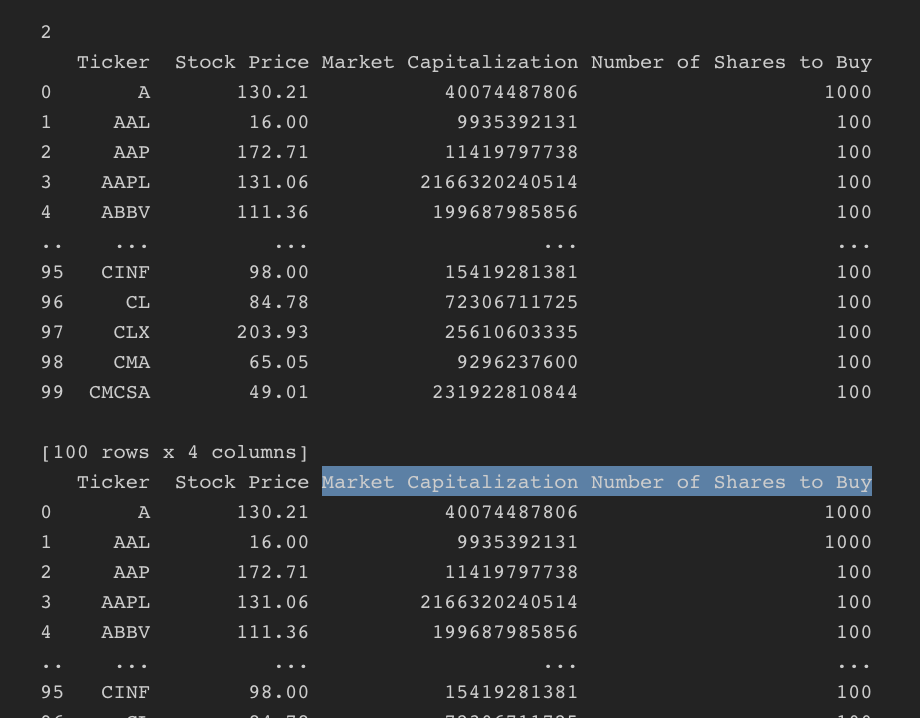 2
Ticker Stock Price Market Capitalization Number of Shares to Buy
0 A 130.21 40074487806 1000
1 AAL 16.00 9935392131 100
2 AAP 172.71 11419797738 100
3 AAPL 131.06 2166320240514 100
4 ABBV 111.36 199687985856 100
.. ... ... ... ...
95 CINF 98.00 15419281381 100
96 CL 84.78 72306711725 100
97 CLX 203.93 25610603335 100
98 CMA 65.05 9296237600 100
99 CMCSA 49.01 231922810844 100
[100 rows x 4 columns]
Ticker Stock Price Market Capitalization Number of Shares to Buy
0 A 130.21 40074487806 1000
1 AAL 16.00 9935392131 1000
2 AAP 172.71 11419797738 100
3 AAPL 131.06 2166320240514 100
4 ABBV 111.36 199687985856 100
.. ... ... ... ...
95 CINF 98.00 15419281381 100